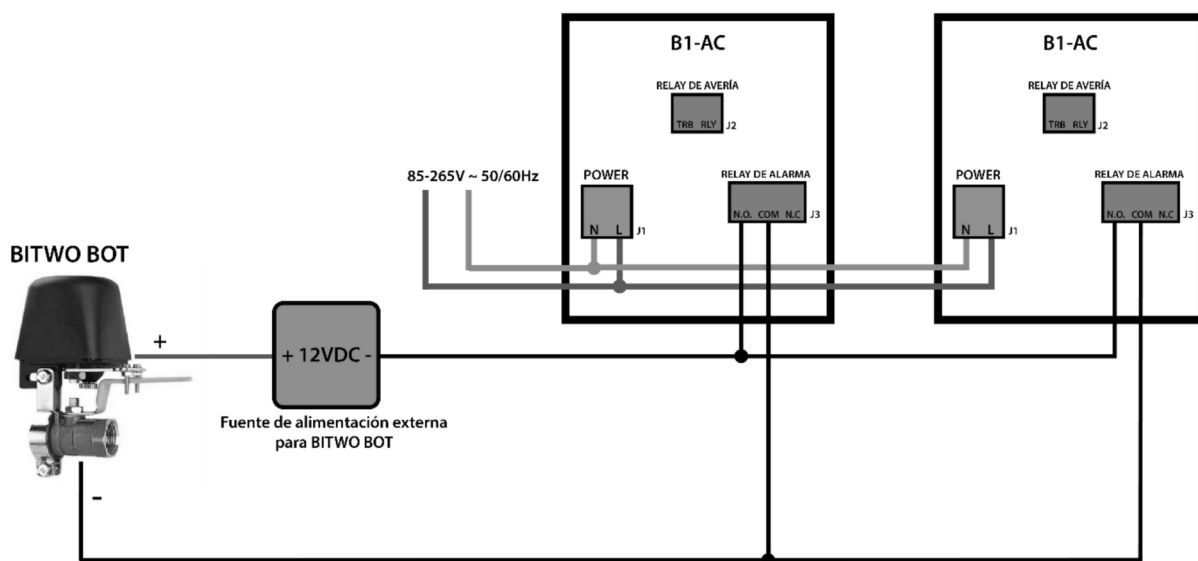 B1-AC
RELAY DE AVERÍA
TRB RLY J2
85-265V ~ 50/60Hz
POWER
N L J1
RELAY DE ALARMA
N.O. COM N.C J3
B1-AC
RELAY DE AVERÍA
TRB RLY J2
POWER
N L J1
RELAY DE ALARMA
N.O. COM N.C J3
BITWO BOT
+
+ 12VDC -
Fuente de alimentación externa
para BITWO BOT
-